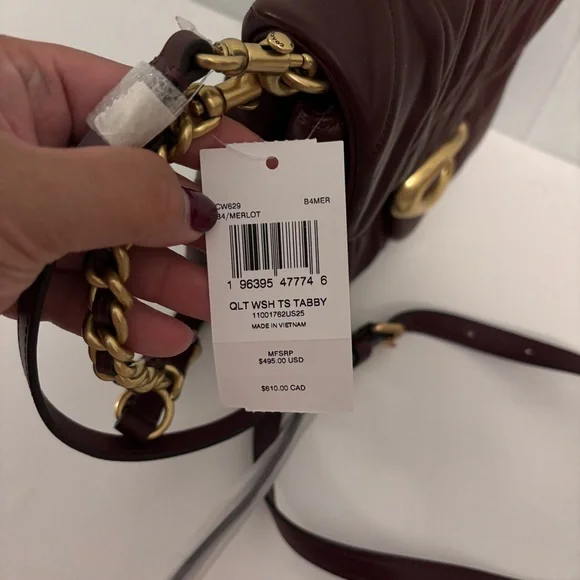 CW629 B4MER
B4/MERLOT
1 96395 47774 6
QLT WSH TS TABBY
11001762US25
MADE IN VIETNAM
MFSRP
$495.00 USD
$610.00 CAD